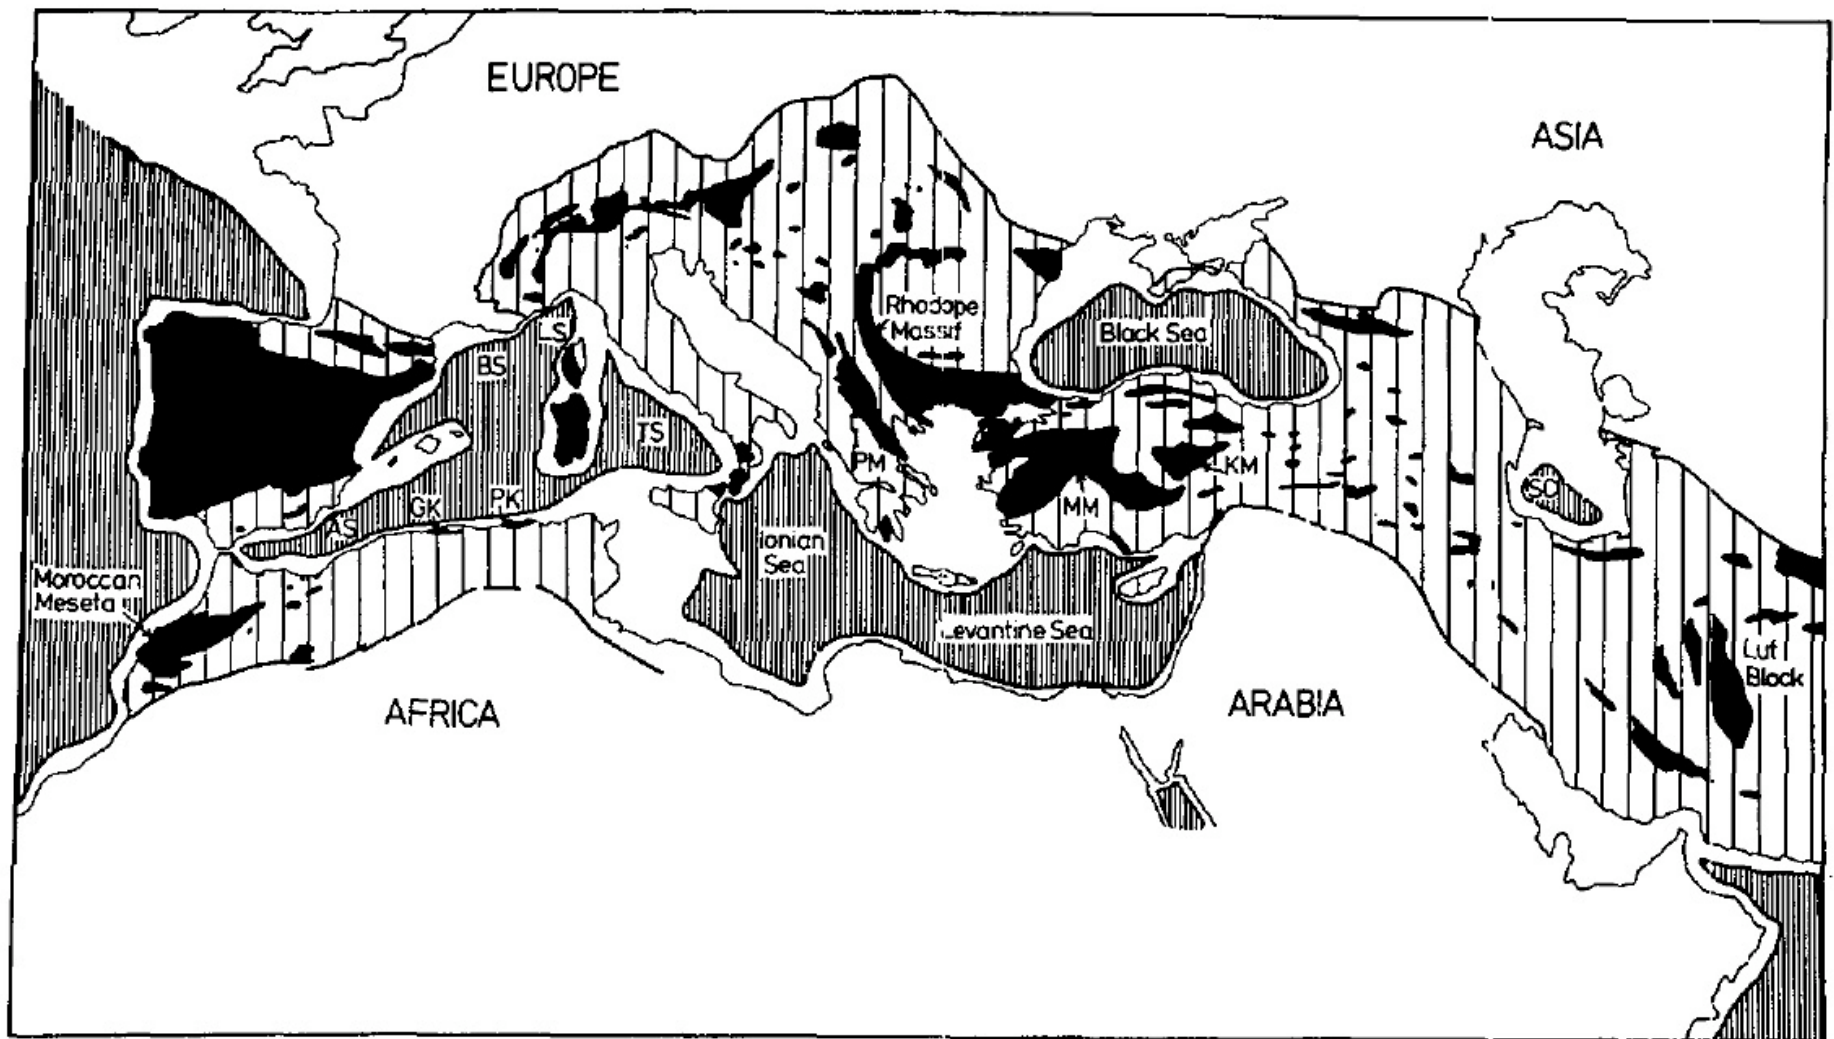 EUROPE
ASIA
Rhodope
Massif
Black Sea
LS
BS
TS
PM
KM
SC
MM
GK
PK
AS
Ionian
Sea
Moroccan
Meseta
Levantine Sea
Lut
Block
AFRICA
ARABIA